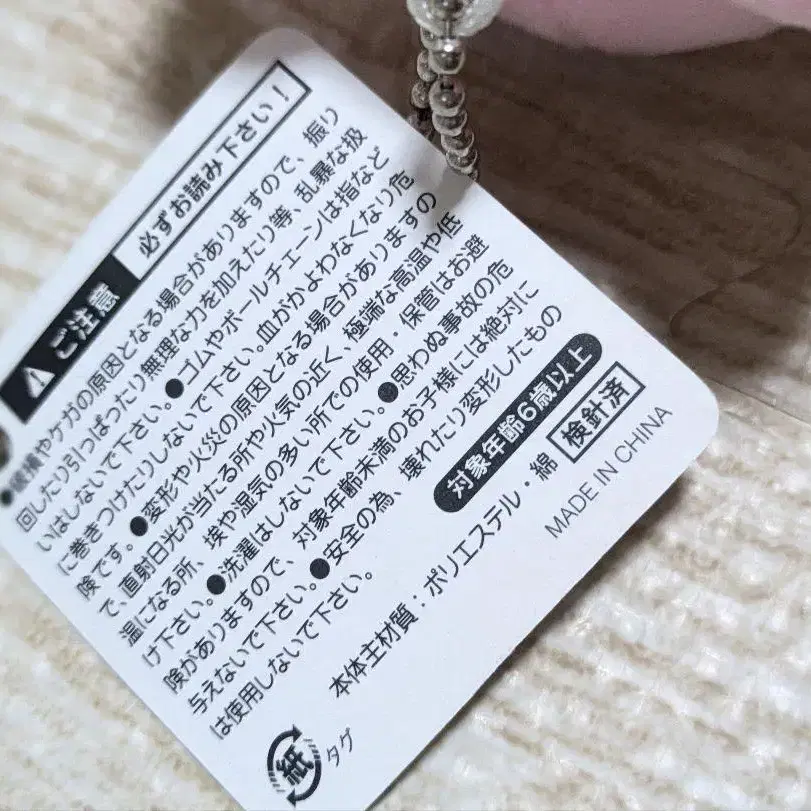 ⚠ ご注意 必ずお読み下さい！
●破損やケガの原因となる場合がありますので、振り
回したり引っぱったり無理な力を加えたり等、乱暴な扱
いはしないで下さい。●ゴムやボールチェーンは指など
に巻きつけたりしないで下さい。血がかよわなくなり危
険です。●変形や火災の原因となる場合がありますの
で、直射日光が当たる所や火気の近く、極端な高温や低
温になる所、埃や湿気の多い所での使用・保管はお避
け下さい。●洗濯はしないで下さい。●思わぬ事故の危
険がありますので、対象年齢未満のお子様には絶対に
与えないで下さい。●安全の為、壊れたり変形したもの
は使用しないで下さい。
対象年齢6歳以上
本体主材質：ポリエステル・綿 検針済
MADE IN CHINA
紙 タグ